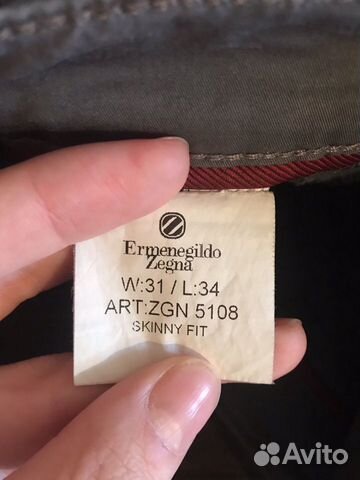 Ermenegildo
Zegna
W:31 / L:34
ART:ZGN 5108
SKINNY FIT
Avito